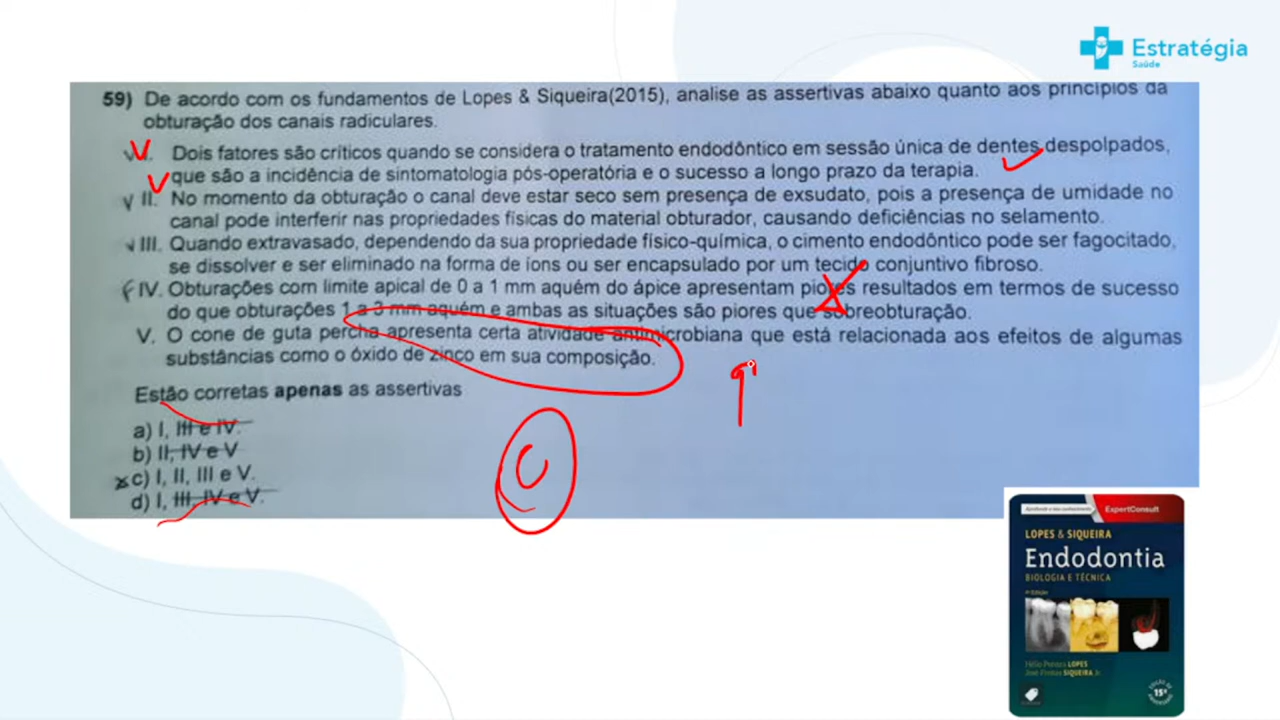 Estratégia
Saúde
59) De acordo com os fundamentos de Lopes & Siqueira(2015), analise as assertivas abaixo quanto aos princípios da
obturação dos canais radiculares.
V
Dois fatores são críticos quando se considera o tratamento endodôntico em sessão única de dentes despolpados,
V que são a incidência de sintomatologia pós-operatória e o sucesso a longo prazo da terapia.
V II. No momento da obturação o canal deve estar seco sem presença de exsudato, pois a presença de umidade no
canal pode interferir nas propriedades físicas do material obturador, causando deficiências no selamento.
III. Quando extravasado, dependendo da sua propriedade físico-química, o cimento endodôntico pode ser fagocitado,
se dissolver e ser eliminado na forma de íons ou ser encapsulado por um tecido conjuntivo fibroso.
IV. Obturações com limite apical de 0 a 1 mm aquém do ápice apresentam piores resultados em termos de sucesso
do que obturações 1 a 3 mm aquém e ambas as situações são piores que sobreobturação.
V. O cone de guta percha apresenta certa atividade antimicrobiana que está relacionada aos efeitos de algumas
substâncias como o óxido de zinco em sua composição.
Estão corretas apenas as assertivas
a) I, III e IV.
b) II, IV e V
c) I, II, III e V.
d) I, III, IV e V.
C
Aprofunde o seu conhecimento
ExpertConsult
LOPES & SIQUEIRA
Endodontia
BIOLOGIA E TÉCNICA
4ª Edição
Hélio Pereira LOPES
José Freitas SIQUEIRA Jr.
15ª